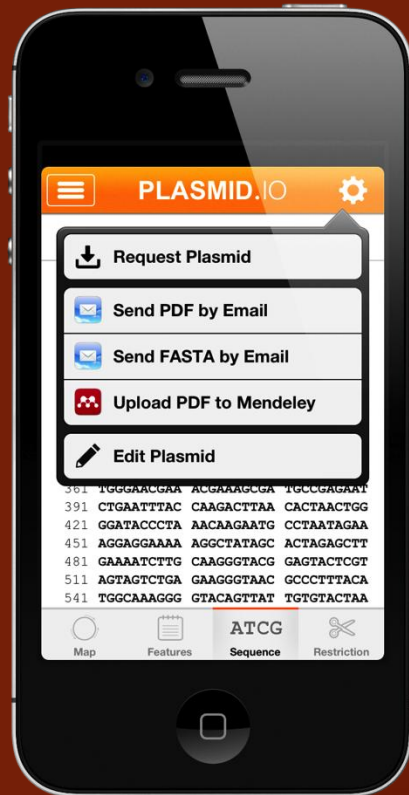 PLASMID.IO
Request Plasmid
Send PDF by Email
Send FASTA by Email
Upload PDF to Mendeley
Edit Plasmid
361 TGGGAACGAA ACGAAAGCGA TGCCGAGAAT
391 CTGAATTTAC CAAGACTTAA CACTAACTGG
421 GGATACCCTA AACAAGAATG CCTAATAGAA
451 AGGAGGAAAA AGGCTATAGC ACTAGAGCTT
481 GAAAATCTTG CAAGGGTACG GAGTACTCGT
511 AGTAGTCTGA GAAGGGTAAC GCCCTTTACA
541 TGGCAAAGGG GTACAGTTAT TGTGTACTAA
ATCG
Map Features Sequence Restriction